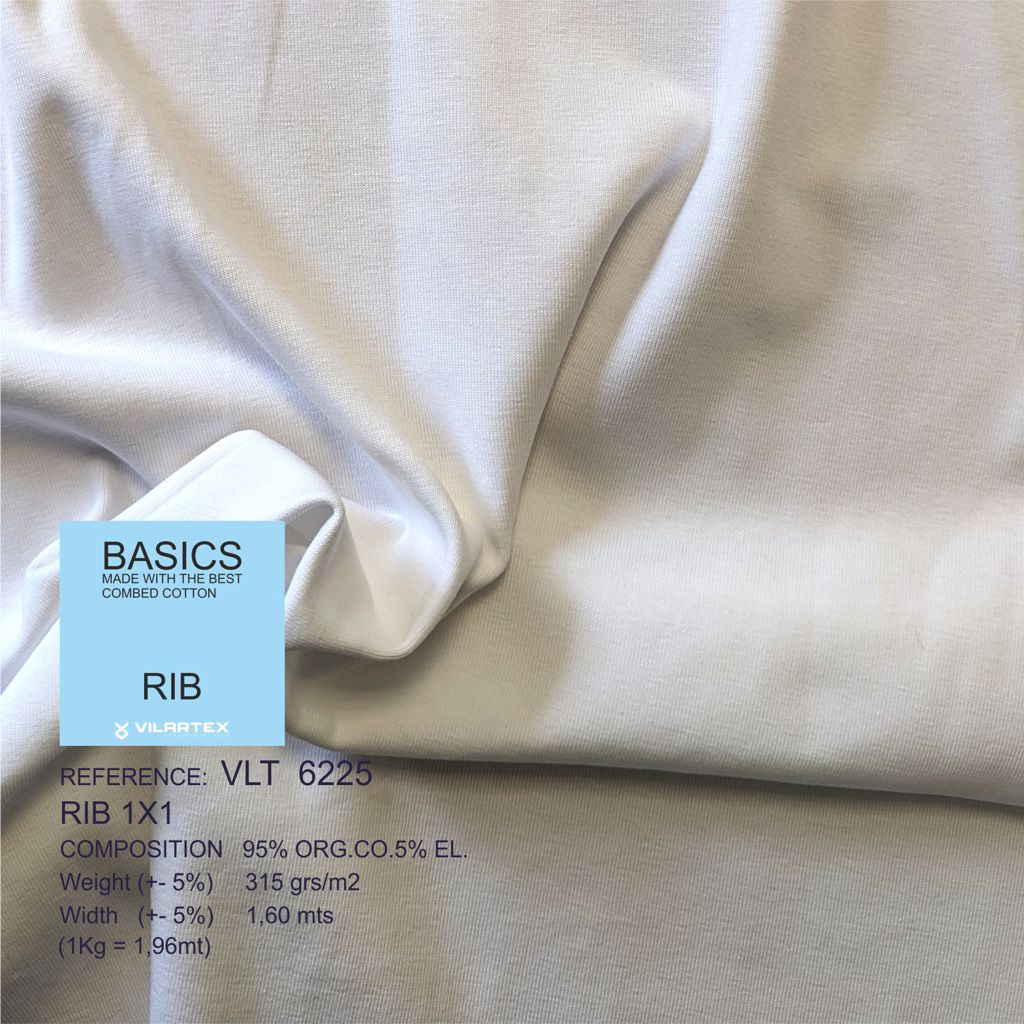 BASICS
MADE WITH THE BEST
COMBED COTTON
RIB
VILARTEX
REFERENCE: VLT 6225
RIB 1X1
COMPOSITION 95% ORG.CO.5% EL.
Weight (+- 5%) 315 grs/m2
Width (+- 5%) 1,60 mts
(1Kg = 1,96mt)